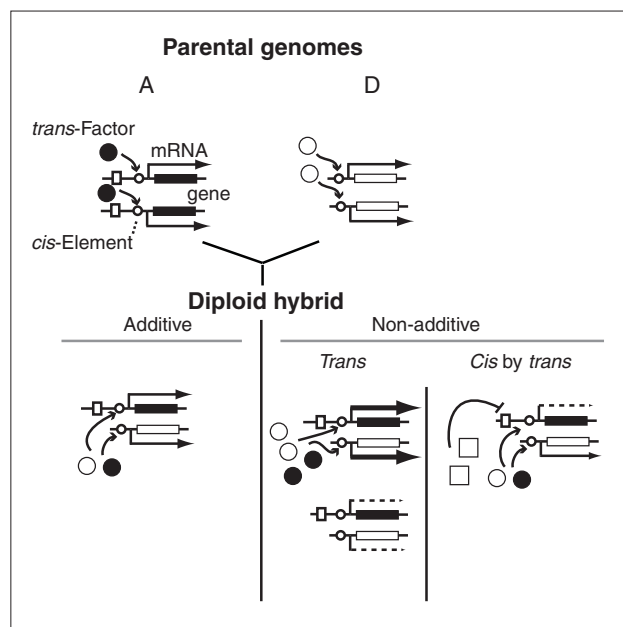 Parental genomes
A D
trans-Factor
mRNA
gene
cis-Element
Diploid hybrid
Additive Non-additive
Trans Cis by trans